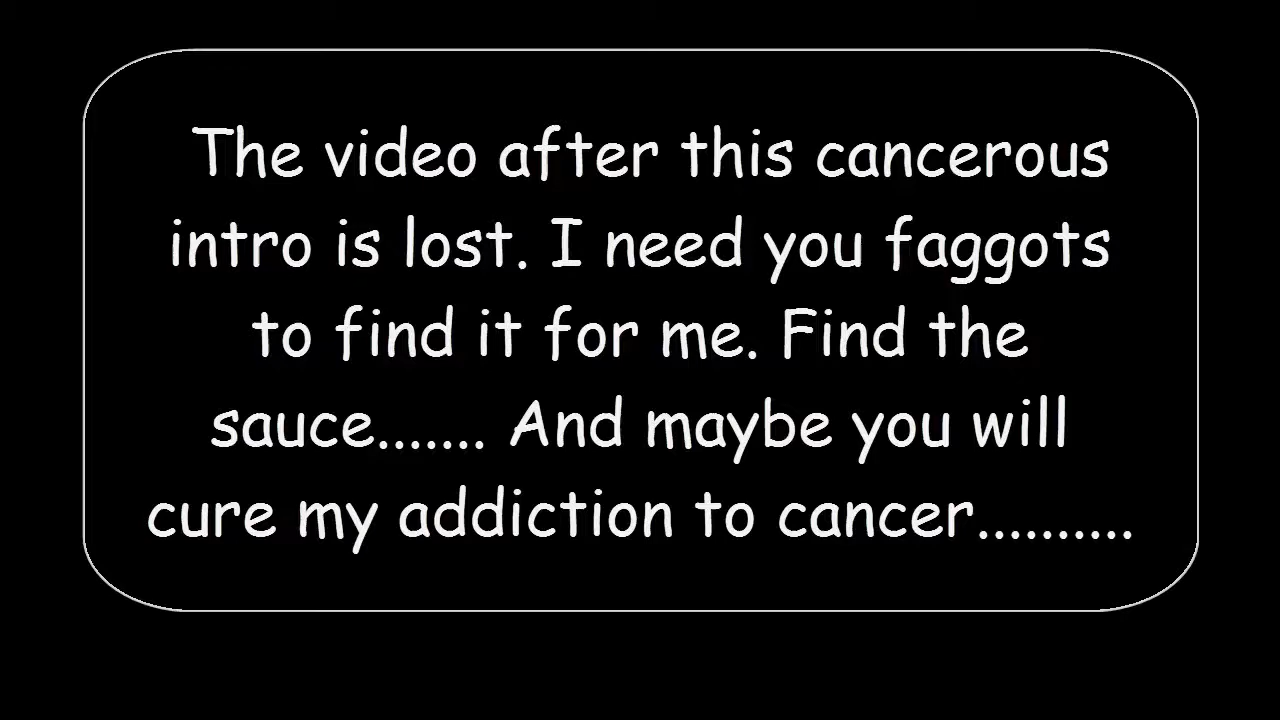 The video after this cancerous
intro is lost. I need you faggots
to find it for me. Find the
sauce....... And maybe you will
cure my addiction to cancer..........